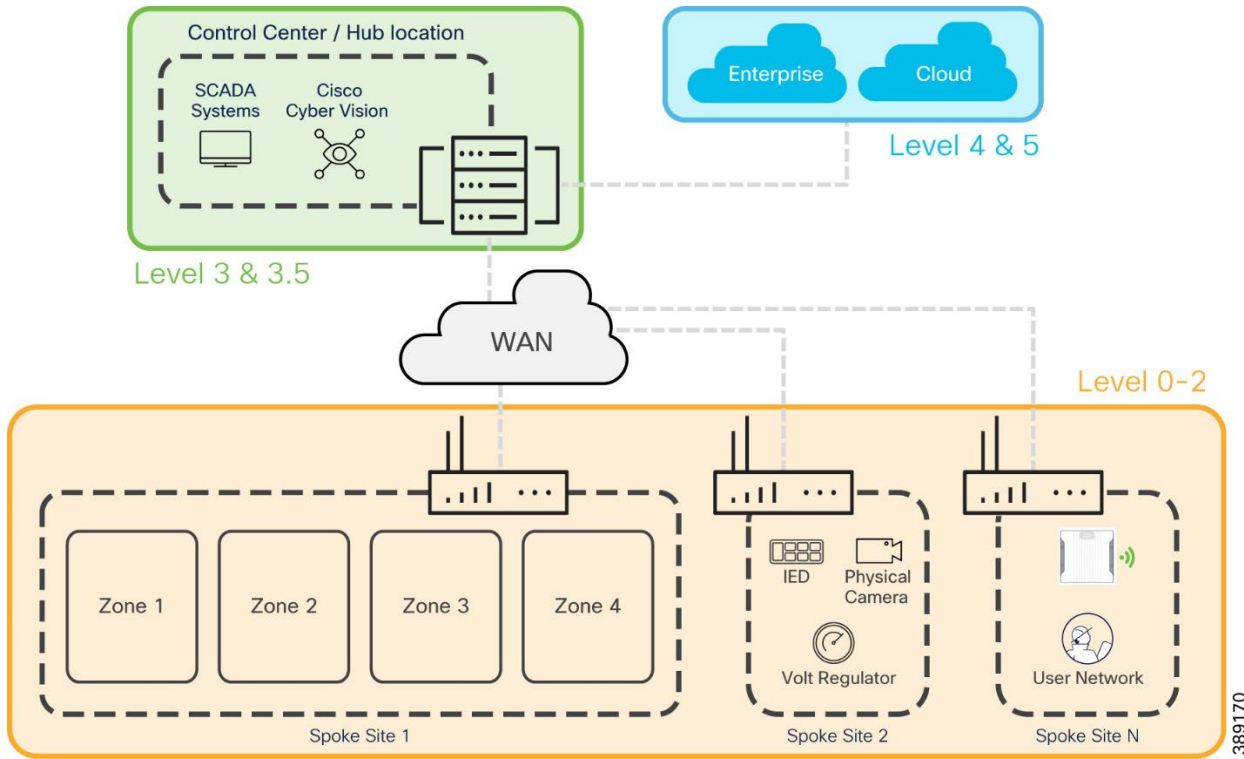 Control Center / Hub location
SCADA
Systems
Cisco
Cyber Vision
Enterprise
Cloud
Level 4 & 5
Level 3 & 3.5
WAN
Level 0-2
Zone 1
Zone 2
Zone 3
Zone 4
IED
Physical
Camera
Volt Regulator
User Network
Spoke Site 1
Spoke Site 2
Spoke Site N
389170